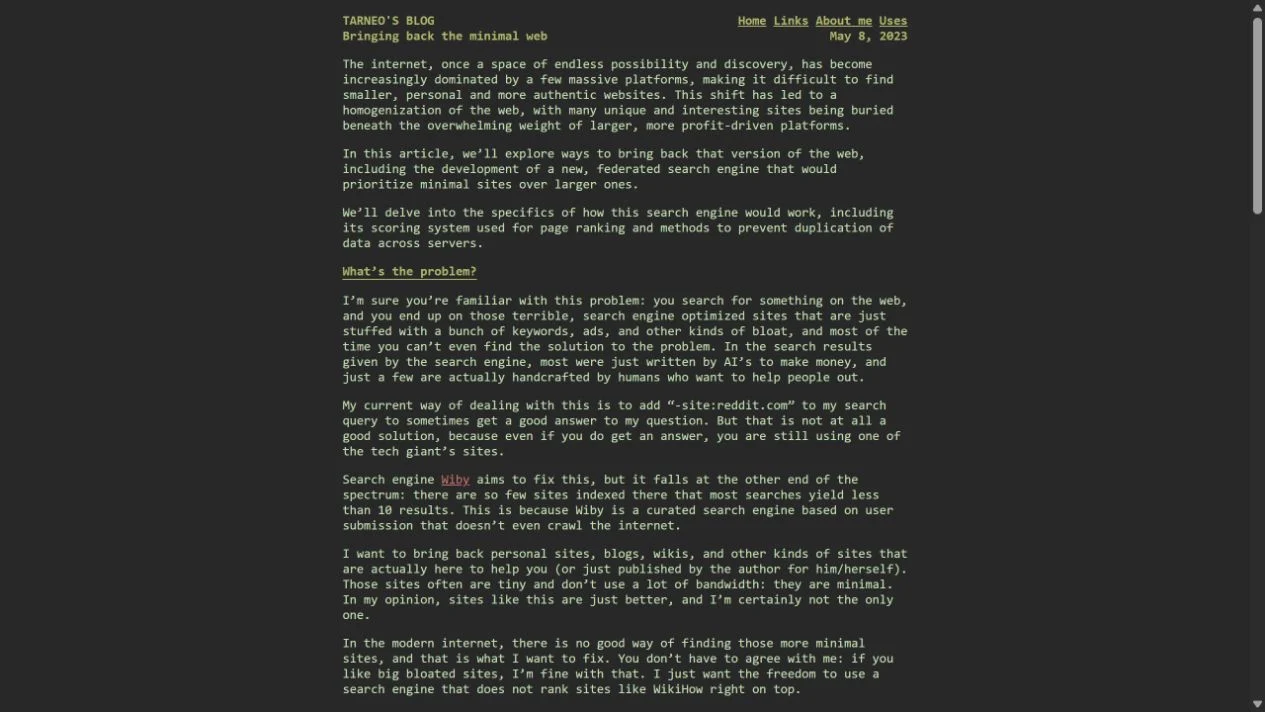 TARNEO'S BLOG
Home Links About me Uses
Bringing back the minimal web
May 8, 2023
The internet, once a space of endless possibility and discovery, has become
increasingly dominated by a few massive platforms, making it difficult to find
smaller, personal and more authentic websites. This shift has led to a
homogenization of the web, with many unique and interesting sites being buried
beneath the overwhelming weight of larger, more profit-driven platforms.
In this article, we’ll explore ways to bring back that version of the web,
including the development of a new, federated search engine that would
prioritize minimal sites over larger ones.
We’ll delve into the specifics of how this search engine would work, including
its scoring system used for page ranking and methods to prevent duplication of
data across servers.
What’s the problem?
I’m sure you’re familiar with this problem: you search for something on the web,
and you end up on those terrible, search engine optimized sites that are just
stuffed with a bunch of keywords, ads, and other kinds of bloat, and most of the
time you can’t even find the solution to the problem. In the search results
given by the search engine, most were just written by AI’s to make money, and
just a few are actually handcrafted by humans who want to help people out.
My current way of dealing with this is to add “-site:reddit.com” to my search
query to sometimes get a good answer to my question. But that is not at all a
good solution, because even if you do get an answer, you are still using one of
the tech giant’s sites.
Search engine Wiby aims to fix this, but it falls at the other end of the
spectrum: there are so few sites indexed there that most searches yield less
than 10 results. This is because Wiby is a curated search engine based on user
submission that doesn’t even crawl the internet.
I want to bring back personal sites, blogs, wikis, and other kinds of sites that
are actually here to help you (or just published by the author for him/herself).
Those sites often are tiny and don’t use a lot of bandwidth: they are minimal.
In my opinion, sites like this are just better, and I’m certainly not the only
one.
In the modern internet, there is no good way of finding those more minimal
sites, and that is what I want to fix. You don’t have to agree with me: if you
like big bloated sites, I’m fine with that. I just want the freedom to use a
search engine that does not rank sites like WikiHow right on top.